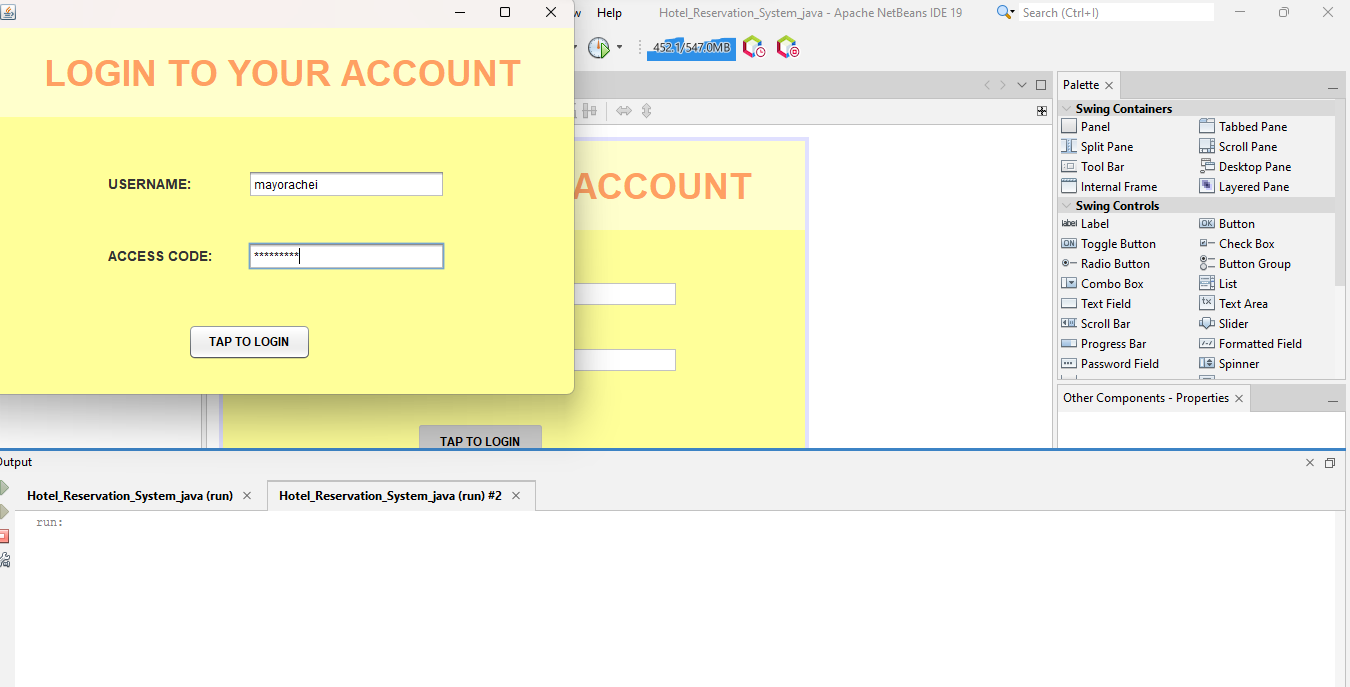 w Help Hotel_Reservation_System_java - Apache NetBeans IDE 19 Search (Ctrl+I)
452.1/547.0MB
LOGIN TO YOUR ACCOUNT
USERNAME: mayorachei
ACCESS CODE: *********
TAP TO LOGIN
ACCOUNT
TAP TO LOGIN
Palette
Swing Containers
Panel Tabbed Pane
Split Pane Scroll Pane
Tool Bar Desktop Pane
Internal Frame Layered Pane
Swing Controls
label Label OK Button
ON Toggle Button Check Box
Radio Button Button Group
Combo Box List
Text Field Text Area
Scroll Bar Slider
Progress Bar Formatted Field
Password Field Spinner
Other Components - Properties
Output
Hotel_Reservation_System_java (run) Hotel_Reservation_System_java (run) #2
run: